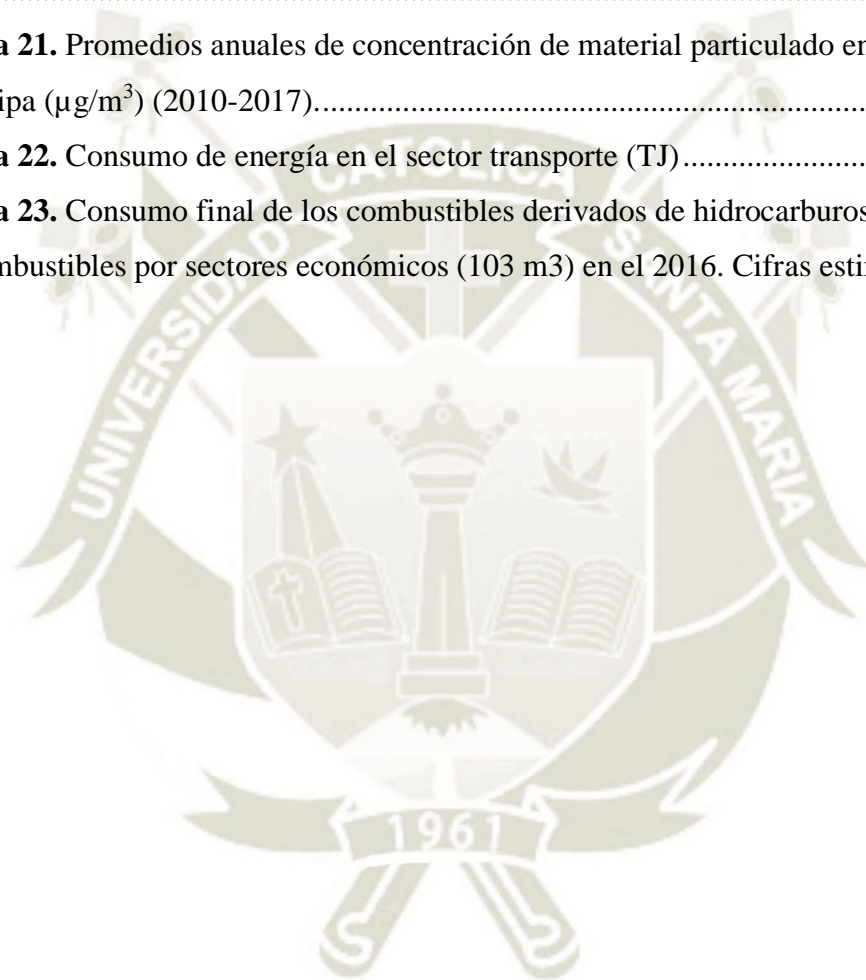 a 21. Promedios anuales de concentración de material particulado en
ipa (µg/m³) (2010-2017)......................................................................
a 22. Consumo de energía en el sector transporte (TJ)..........................
a 23. Consumo final de los combustibles derivados de hidrocarburos
mbustibles por sectores económicos (103 m3) en el 2016. Cifras esti
UNIVERSIDAD CATOLICA SANTA MARIA
1961